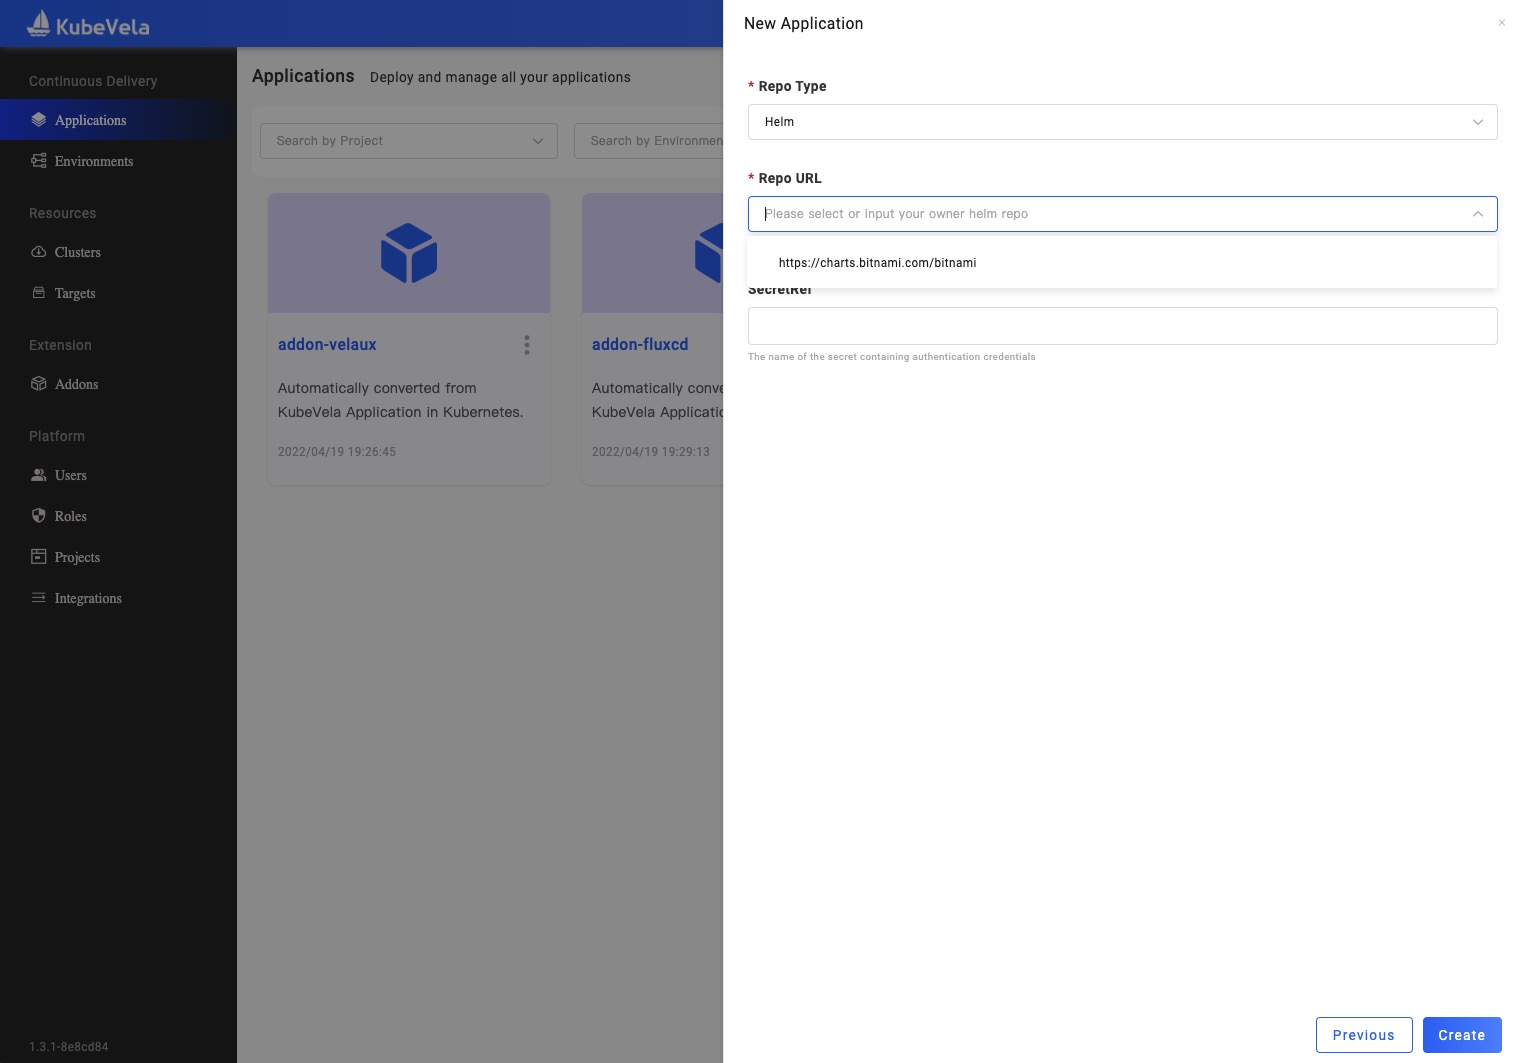 KubeVela
Continuous Delivery
Applications
Environments
Resources
Clusters
Targets
Extension
Addons
Platform
Users
Roles
Projects
Integrations
1.3.1-8e8cd84
Applications Deploy and manage all your applications
Search by Project
Search by Environmen
addon-velaux
Automatically converted from
KubeVela Application in Kubernetes.
2022/04/19 19:26:45
addon-fluxcd
Automatically conve
KubeVela Applicatio
2022/04/19 19:29:13
New Application
* Repo Type
Helm
* Repo URL
Please select or input your owner helm repo
https://charts.bitnami.com/bitnami
SecretRef
The name of the secret containing authentication credentials
Previous
Create